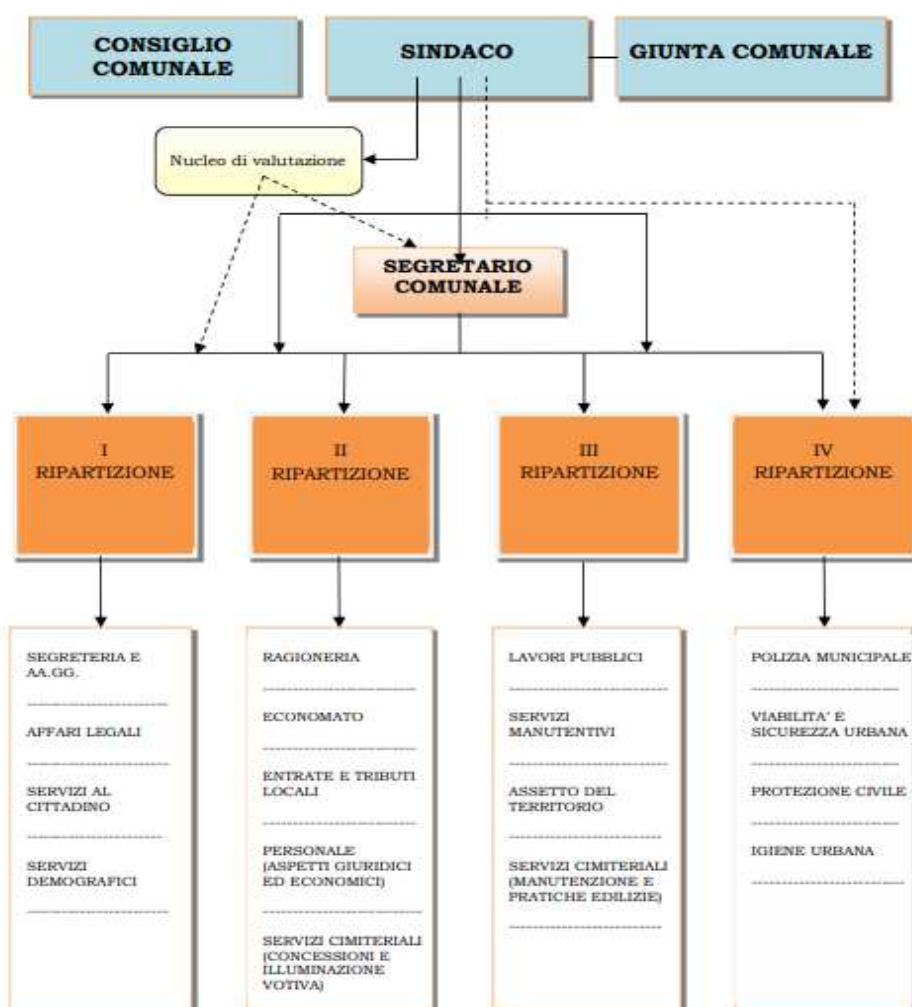 CONSIGLIO
COMUNALE
SINDACO
GIUNTA COMUNALE
Nucleo di valutazione
SEGRETARIO
COMUNALE
I
RIPARTIZIONE
II
RIPARTIZIONE
III
RIPARTIZIONE
IV
RIPARTIZIONE
SEGRETERIA E
AA.GG.
AFFARI LEGALI
SERVIZI AL
CITTADINO
SERVIZI
DEMOGRAFICI
RAGIONERIA
ECONOMATO
ENTRATE E TRIBUTI
LOCALI
PERSONALE
(ASPETTI GIURIDICI
ED ECONOMICI)
SERVIZI CIMITERIALI
(CONCESSIONI E
ILLUMINAZIONE
VOTIVA)
LAVORI PUBBLICI
SERVIZI
MANUTENTIVI
ASSETTO DEL
TERRITORIO
SERVIZI CIMITERIALI
(MANUTENZIONE E
PRATICHE EDILIZIE)
POLIZIA MUNICIPALE
VIABILITA' E
SICUREZZA URBANA
PROTEZIONE CIVILE
IGIENE URBANA